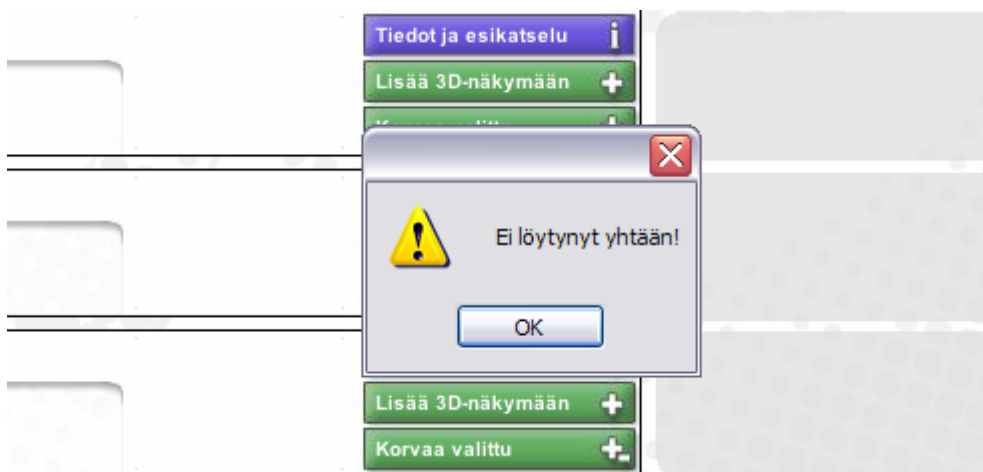 Tiedot ja esikatselu
Lisää 3D-näkymään
Ei löytynyt yhtään!
OK
Lisää 3D-näkymään
Korvaa valittu